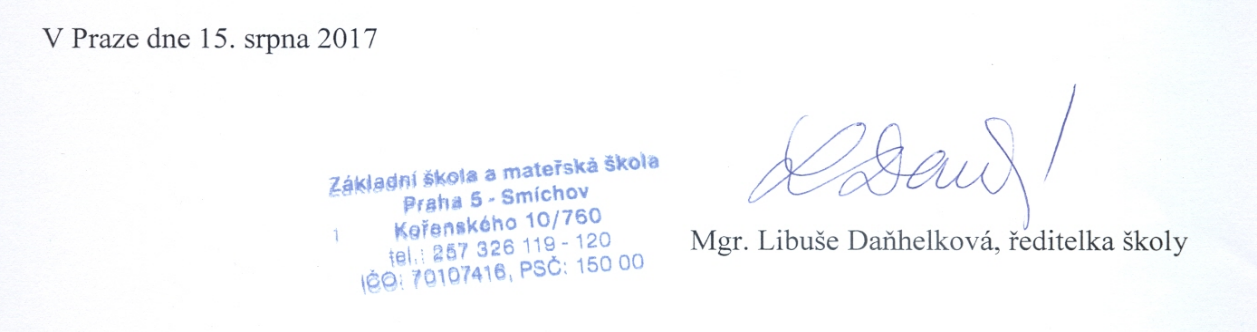 V Praze dne 15. srpna 2017
Základní škola a mateřská škola
Praha 5 - Smíchov
1 Kořenského 10/760
tel.: 257 326 119 - 120
IČO: 70107416, PSČ: 150 00
Mgr. Libuše Daňhelková, ředitelka školy